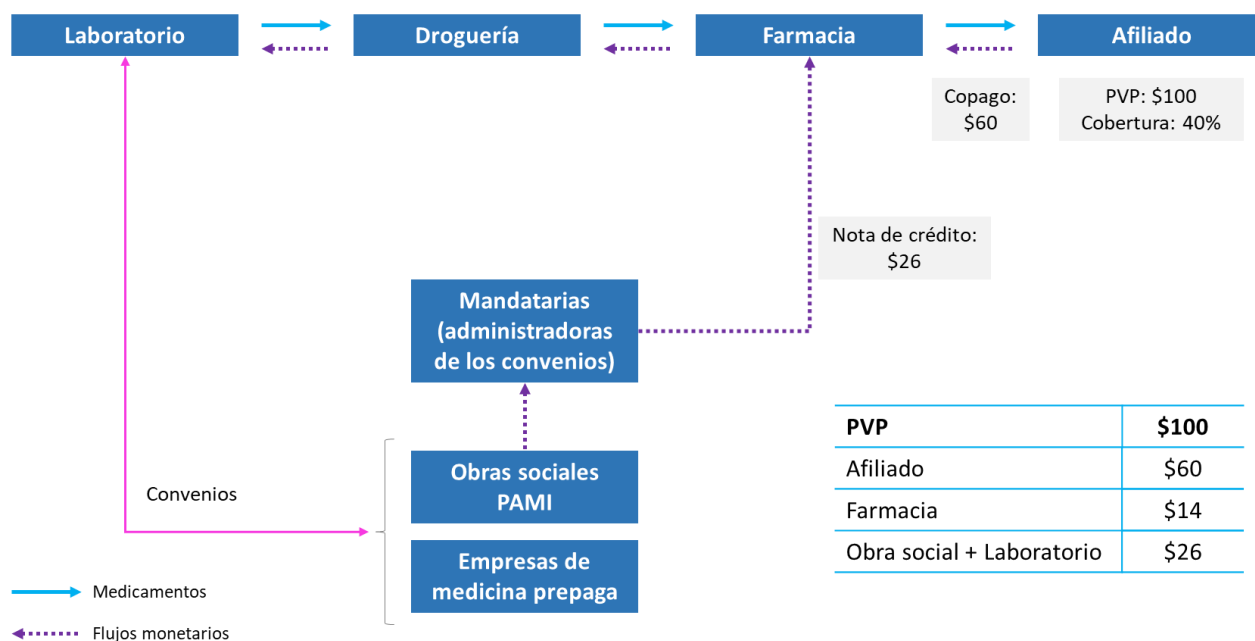 Laboratorio
Droguería
Farmacia
Afiliado
Copago:
$60
PVP: $100
Cobertura: 40%
Nota de crédito:
$26
Mandatarias
(administradoras
de los convenios)
Obras sociales
PAMI
Convenios
Empresas de
medicina prepaga
PVP $100
Afiliado $60
Farmacia $14
Obra social + Laboratorio $26
Medicamentos
Flujos monetarios